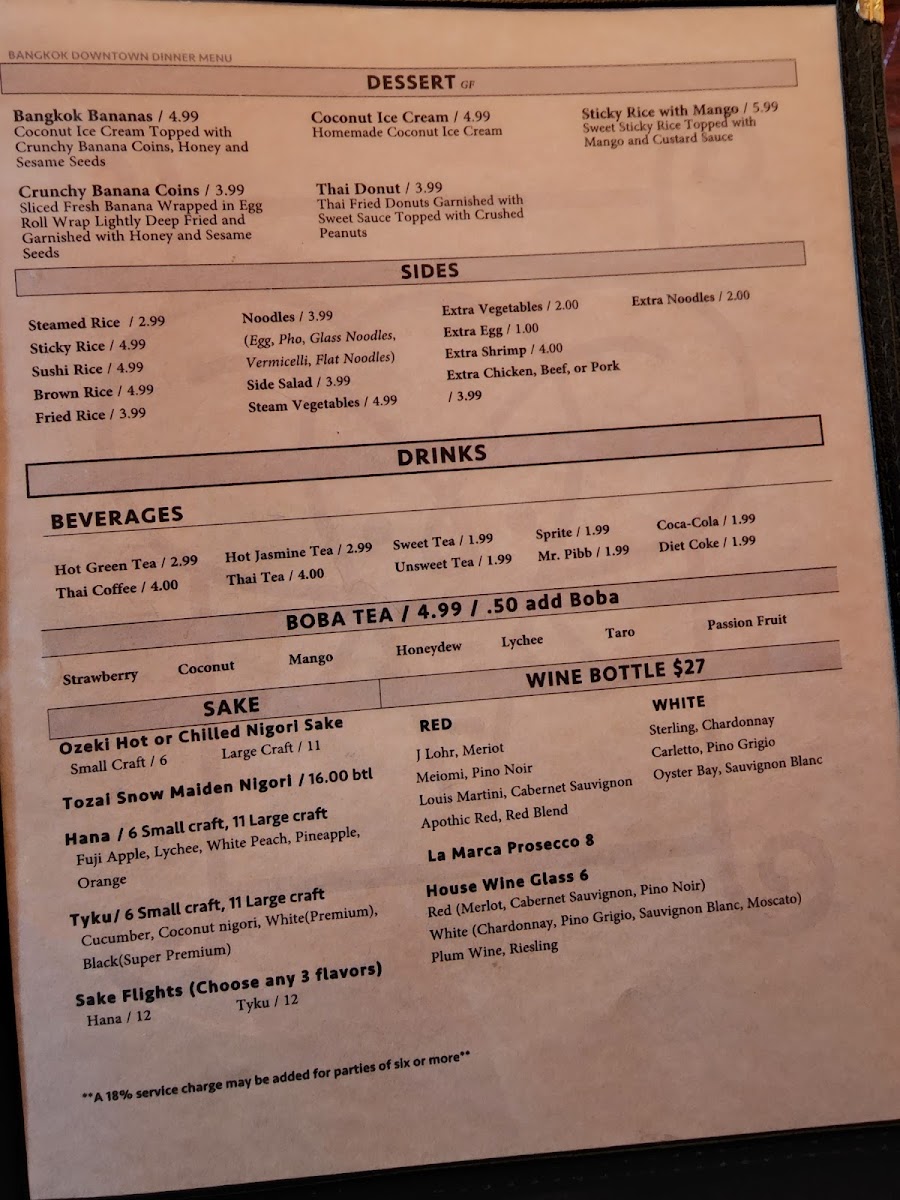 BANGKOK DOWNTOWN DINNER MENU
DESSERT GF
Bangkok Bananas / 4.99
Coconut Ice Cream Topped with
Crunchy Banana Coins, Honey and
Sesame Seeds
Coconut Ice Cream / 4.99
Homemade Coconut Ice Cream
Sticky Rice with Mango / 5.99
Sweet Sticky Rice Topped with
Mango and Custard Sauce
Crunchy Banana Coins / 3.99
Sliced Fresh Banana Wrapped in Egg
Roll Wrap Lightly Deep Fried and
Garnished with Honey and Sesame
Seeds
Thai Donut / 3.99
Thai Fried Donuts Garnished with
Sweet Sauce Topped with Crushed
Peanuts
SIDES
Steamed Rice / 2.99
Sticky Rice / 4.99
Sushi Rice / 4.99
Brown Rice / 4.99
Fried Rice / 3.99
Noodles / 3.99
(Egg, Pho, Glass Noodles,
Vermicelli, Flat Noodles)
Side Salad / 3.99
Steam Vegetables / 4.99
Extra Vegetables / 2.00
Extra Egg / 1.00
Extra Shrimp / 4.00
Extra Chicken, Beef, or Pork
/ 3.99
Extra Noodles / 2.00
DRINKS
BEVERAGES
Hot Green Tea / 2.99
Thai Coffee / 4.00
Hot Jasmine Tea / 2.99
Thai Tea / 4.00
Sweet Tea / 1.99
Unsweet Tea / 1.99
Sprite / 1.99
Mr. Pibb / 1.99
Coca-Cola / 1.99
Diet Coke / 1.99
BOBA TEA / 4.99 / .50 add Boba
Strawberry Coconut Mango Honeydew Lychee Taro Passion Fruit
SAKE
Ozeki Hot or Chilled Nigori Sake
Small Craft / 6 Large Craft / 11
Tozai Snow Maiden Nigori / 16.00 btl
Hana / 6 Small craft, 11 Large craft
Fuji Apple, Lychee, White Peach, Pineapple,
Orange
Tyku/ 6 Small craft, 11 Large craft
Cucumber, Coconut nigori, White(Premium),
Black(Super Premium)
Sake Flights (Choose any 3 flavors)
Hana / 12 Tyku / 12
WINE BOTTLE $27
RED
J Lohr, Meriot
Meiomi, Pino Noir
Louis Martini, Cabernet Sauvignon
Apothic Red, Red Blend
WHITE
Sterling, Chardonnay
Carletto, Pino Grigio
Oyster Bay, Sauvignon Blanc
La Marca Prosecco 8
House Wine Glass 6
Red (Merlot, Cabernet Sauvignon, Pino Noir)
White (Chardonnay, Pino Grigio, Sauvignon Blanc, Moscato)
Plum Wine, Riesling
**A 18% service charge may be added for parties of six or more**